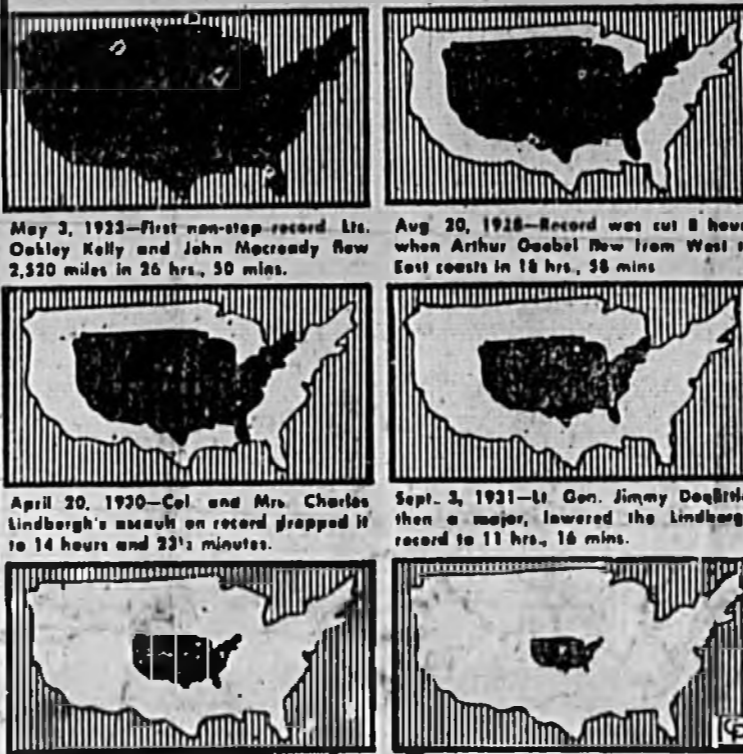 May 3, 1923—First non-stop record Lts.
Oakley Kelly and John Macready flew
2,520 miles in 26 hrs., 50 mins.
Aug 20, 1928—Record was cut 8 hour
when Arthur Goebel flew from West
East coasts in 18 hrs., 58 mins
April 20, 1930—Col and Mrs. Charles
Lindbergh's assault on record dropped it
to 14 hours and 23½ minutes.
Sept. 3, 1931—Lt. Gen. Jimmy Doolittle
then a major, lowered the Lindberg
record to 11 hrs., 16 mins.